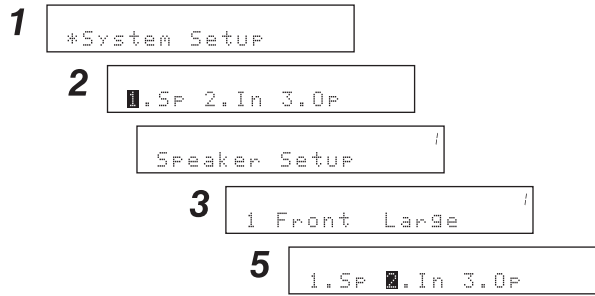 1
*System Setup
2
1.Sp 2.In 3.Op
1
Speaker Setup
3
1
1 Front Large
5
1.Sp 2.In 3.Op